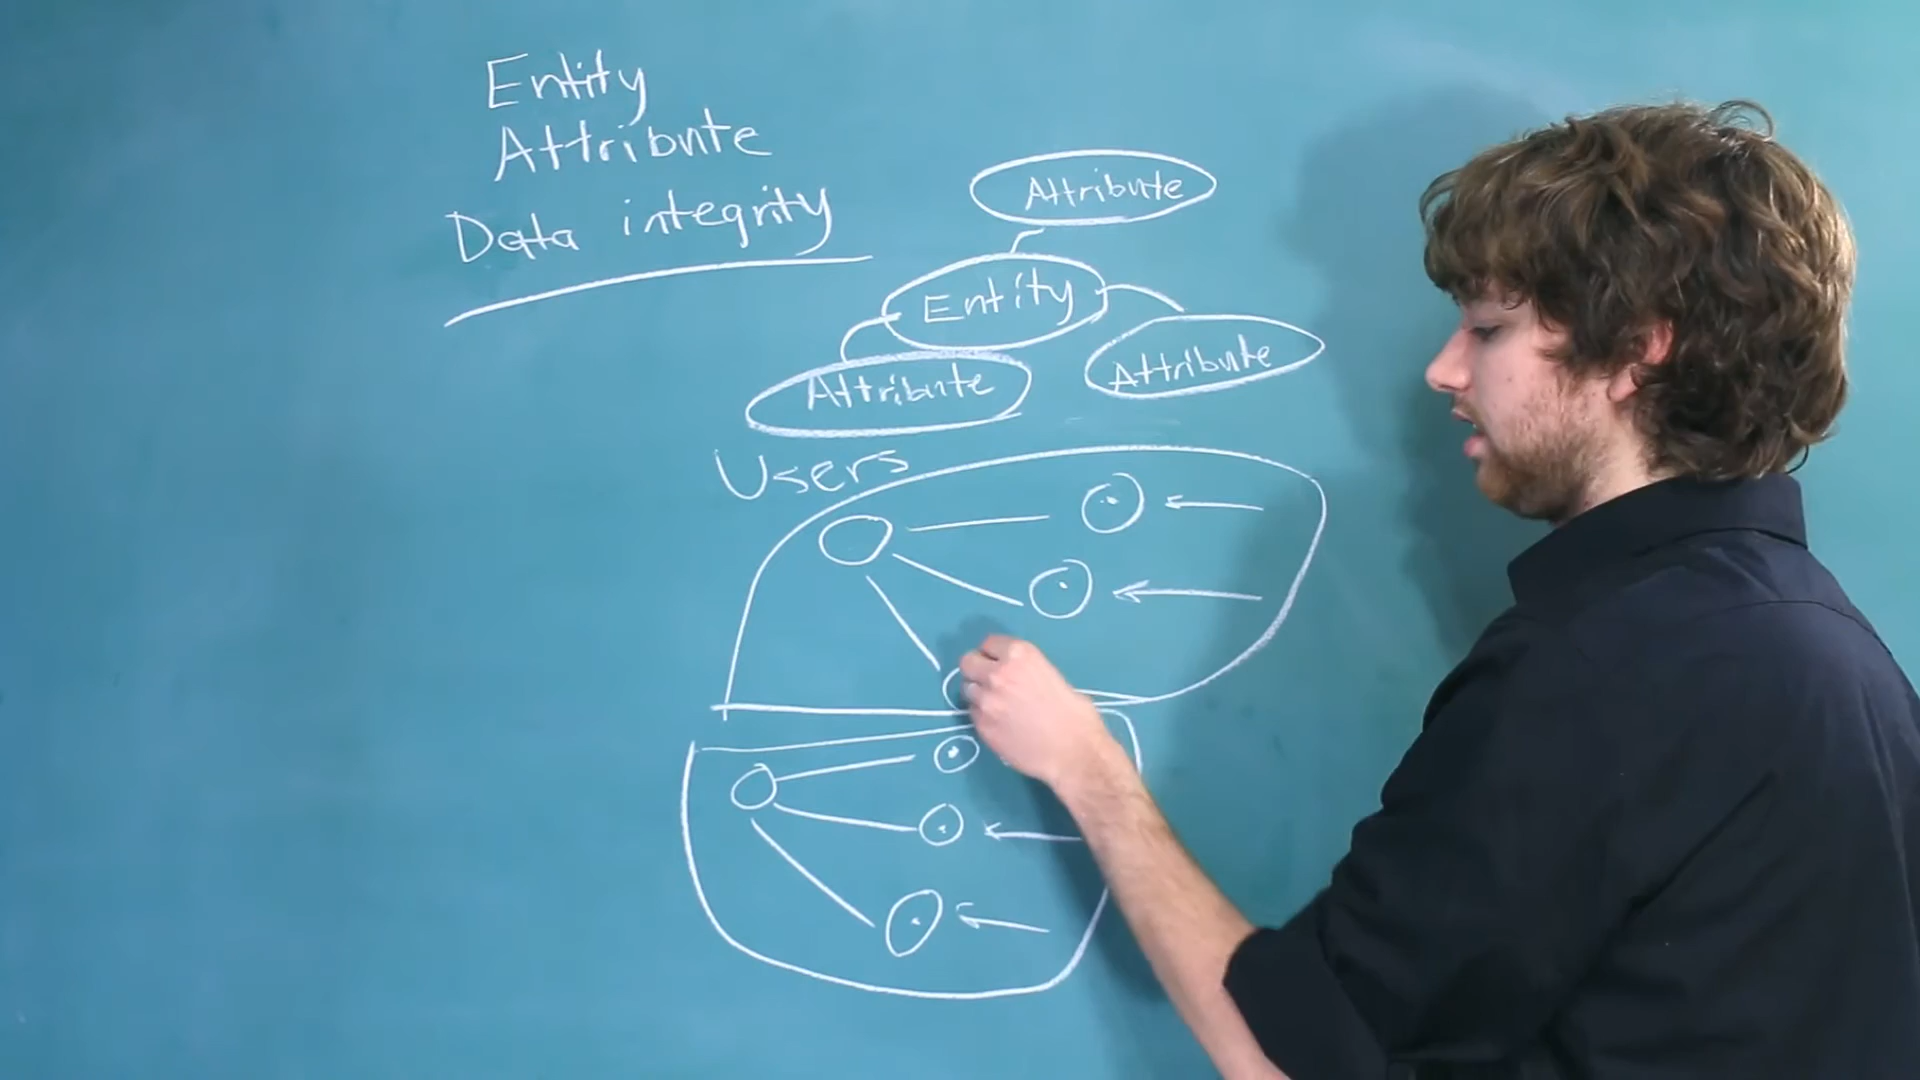 Entity
Attribute
Data integrity
Attribute
Entity
Attribute
Attribute
Users